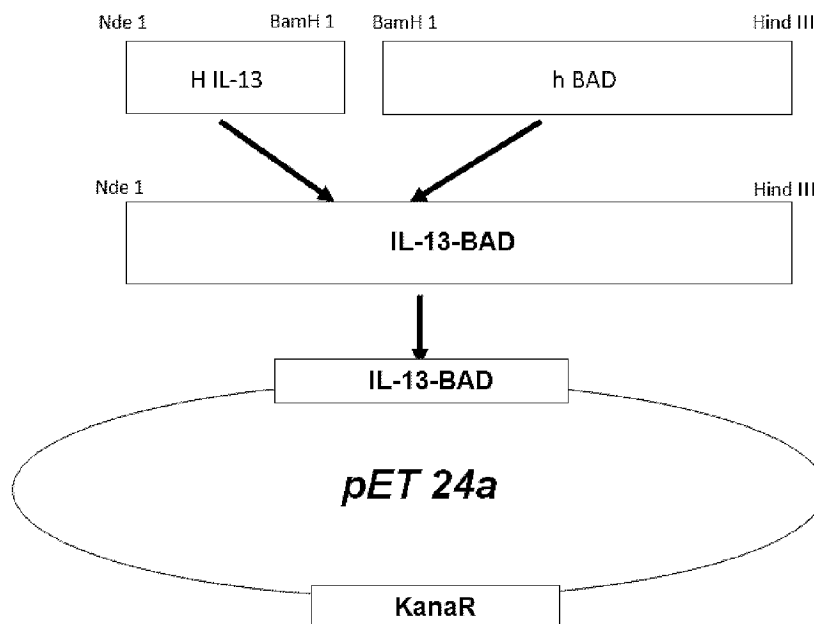 Nde 1 BamH 1 BamH 1 Hind III
H IL-13 h BAD
Nde 1 Hind III
IL-13-BAD
IL-13-BAD
pET 24a
KanaR